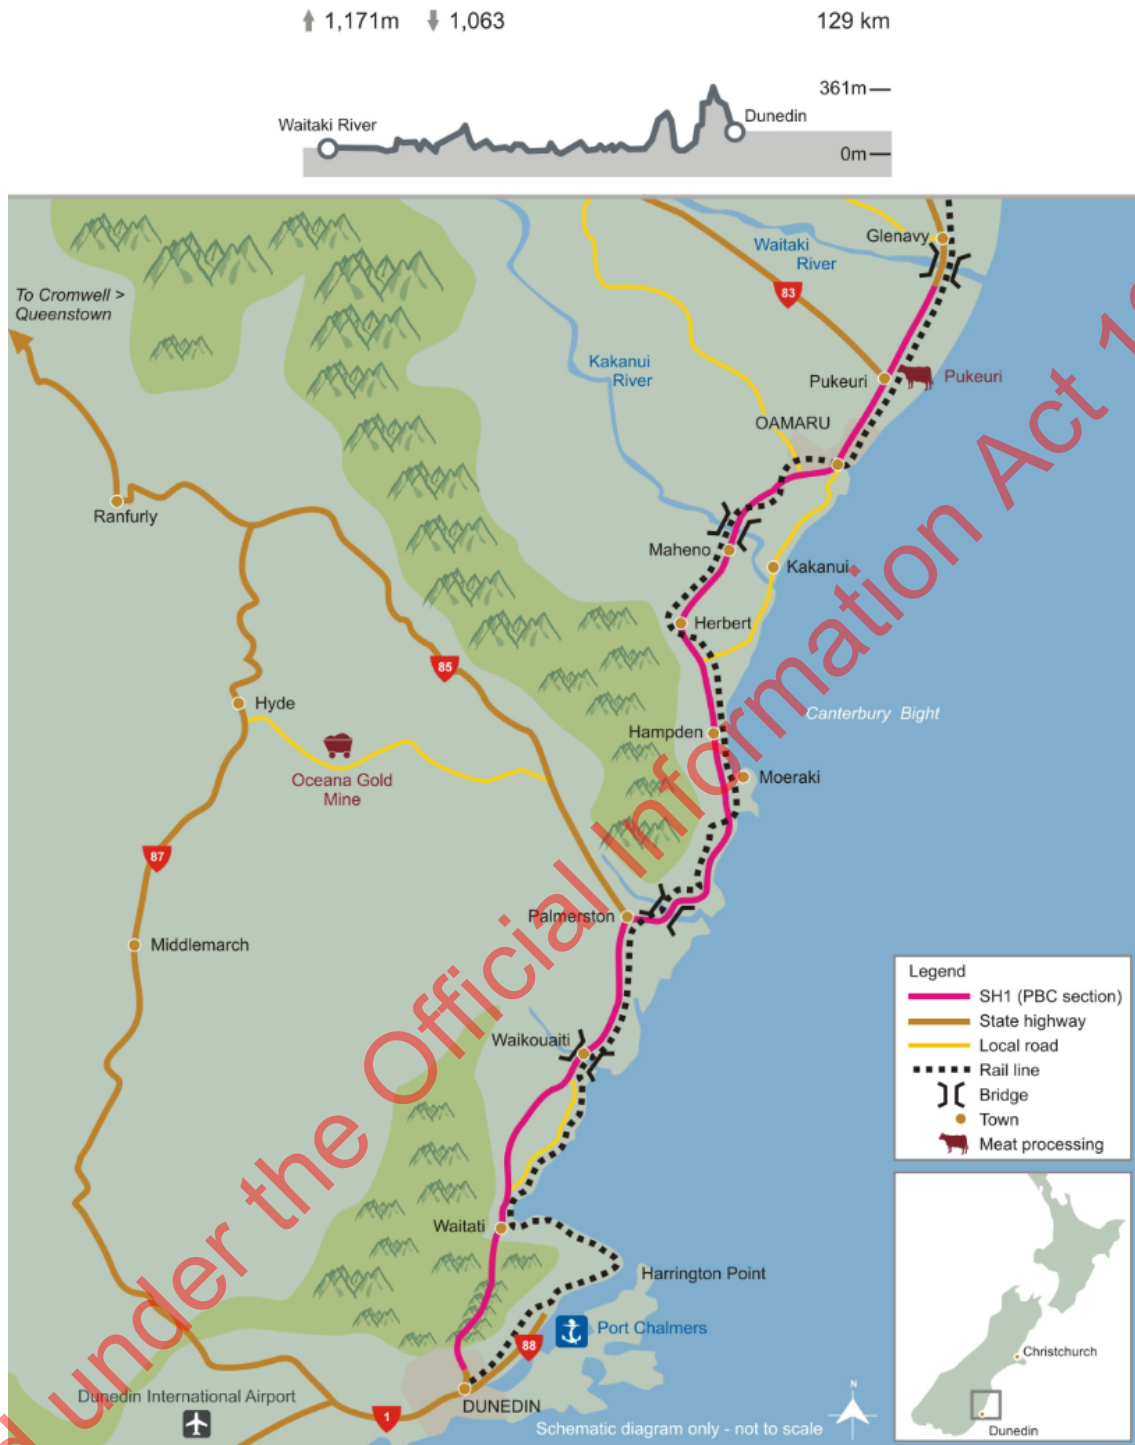 1,171m 1,063 129 km
361m
Waitaki River
Dunedin
0m
Glenavy
Waitaki
River
To Cromwell >
Queenstown
83
Kakanui
River
Pukeuri
Pukeuri
OAMARU
Ranfurly
Maheno
Kakanui
Herbert
85
Hyde
Canterbury Bight
Hampden
Oceana Gold
Mine
Moeraki
87
Palmerston
Middlemarch
Legend
SH1 (PBC section)
State highway
Local road
Rail line
Bridge
Town
Meat processing
Waikouaiti
Waitati
Harrington Point
Port Chalmers
88
Christchurch
Dunedin International Airport
DUNEDIN
1
N
Schematic diagram only - not to scale
Dunedin
under the Official Information Act